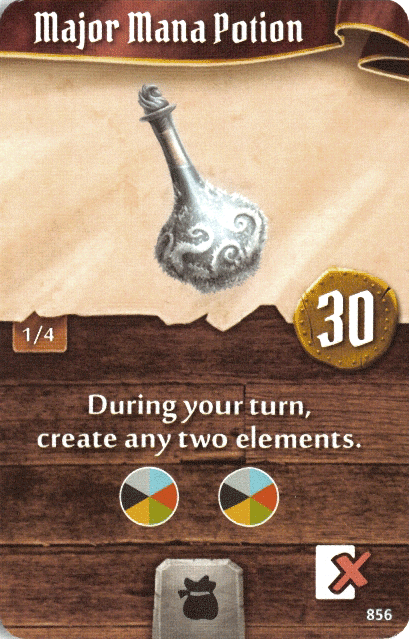 Major Mana Potion
30
1/4
During your turn,
create any two elements.
856